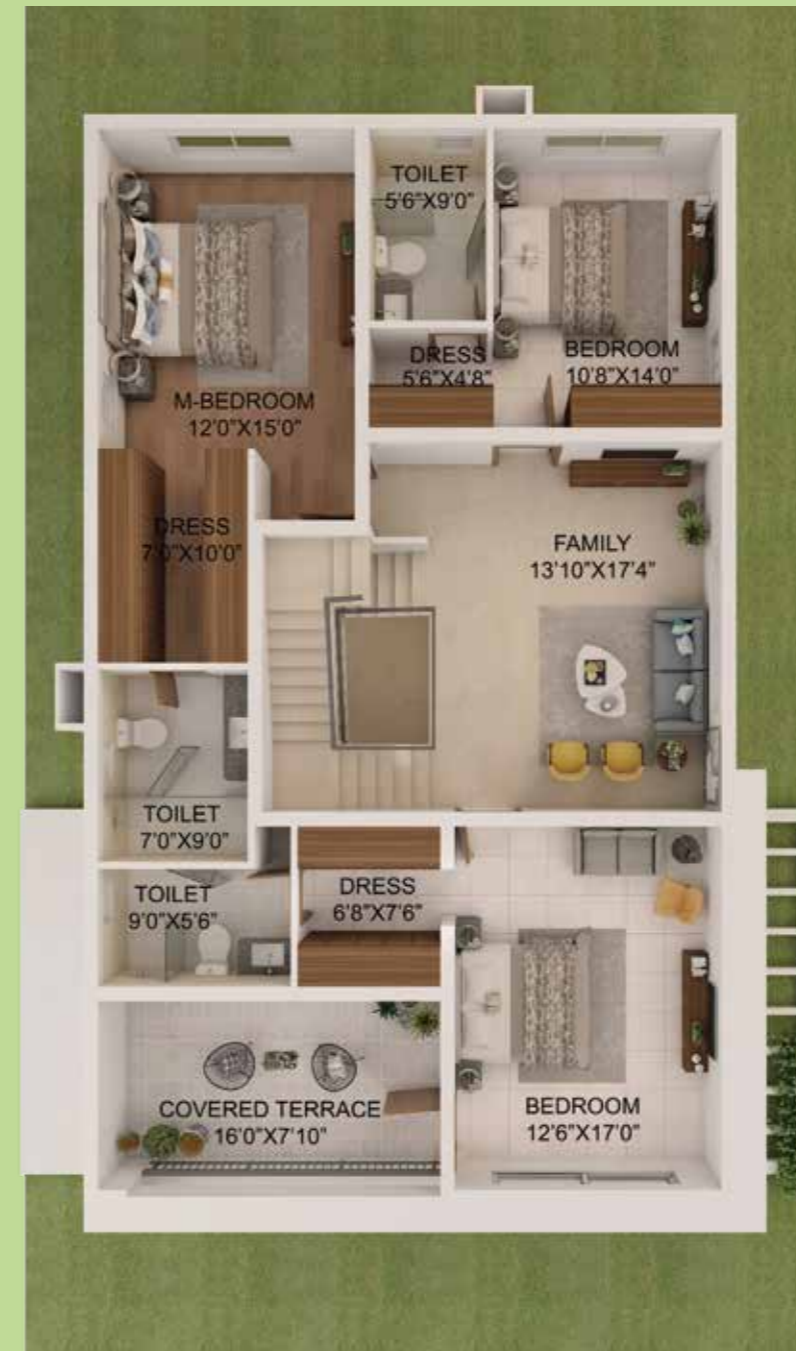 TOILET
5'6"X9'0"
DRESS
5'6"X4'8"
BEDROOM
10'8"X14'0"
M-BEDROOM
12'0"X15'0"
DRESS
7'0"X10'0"
FAMILY
13'10"X17'4"
TOILET
7'0"X9'0"
TOILET
9'0"X5'6"
DRESS
6'8"X7'6"
COVERED TERRACE
16'0"X7'10"
BEDROOM
12'6"X17'0"